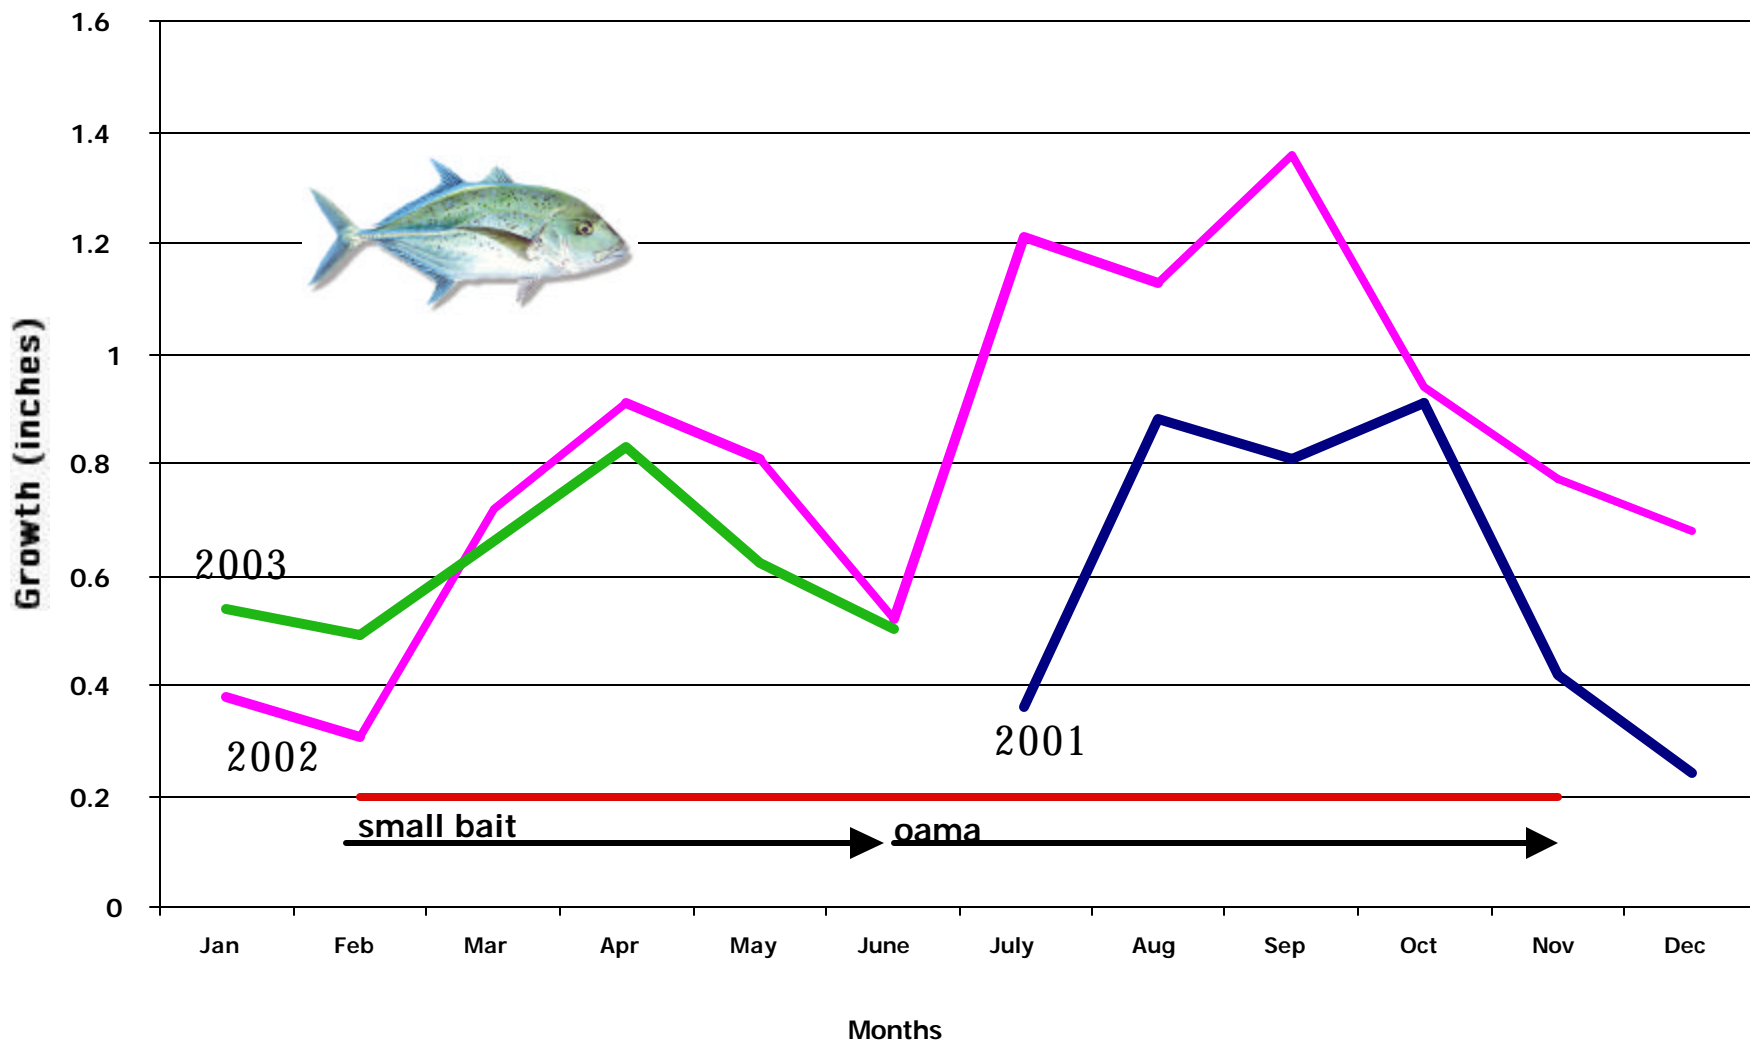 1.6
1.4
1.2
1
0.8
0.6
0.4
0.2
0
Growth (inches)
2003
2002
2001
small bait
oama
Jan Feb Mar Apr May June July Aug Sep Oct Nov Dec
Months